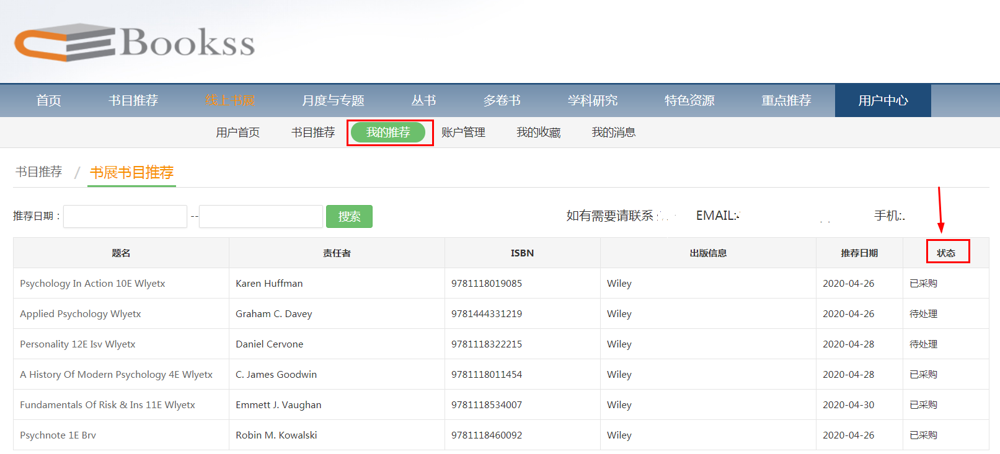 Bookss
首页 书目推荐 线上书展 月度与专题 丛书 多卷书 学科研究 特色资源 重点推荐 用户中心
用户首页 书目推荐 我的推荐 账户管理 我的收藏 我的消息
书目推荐 / 书展书目推荐
推荐日期： -- 搜索 如有需要请联系: EMAIL: 手机:
题名 责任者 ISBN 出版信息 推荐日期 状态
Psychology In Action 10E Wlyetx Karen Huffman 9781118019085 Wiley 2020-04-26 已采购
Applied Psychology Wlyetx Graham C. Davey 9781444331219 Wiley 2020-04-26 待处理
Personality 12E Isv Wlyetx Daniel Cervone 9781118322215 Wiley 2020-04-28 待处理
A History Of Modern Psychology 4E Wlyetx C. James Goodwin 9781118011454 Wiley 2020-04-28 已采购
Fundamentals Of Risk & Ins 11E Wlyetx Emmett J. Vaughan 9781118534007 Wiley 2020-04-30 已采购
Psychnote 1E Brv Robin M. Kowalski 9781118460092 Wiley 2020-04-26 已采购